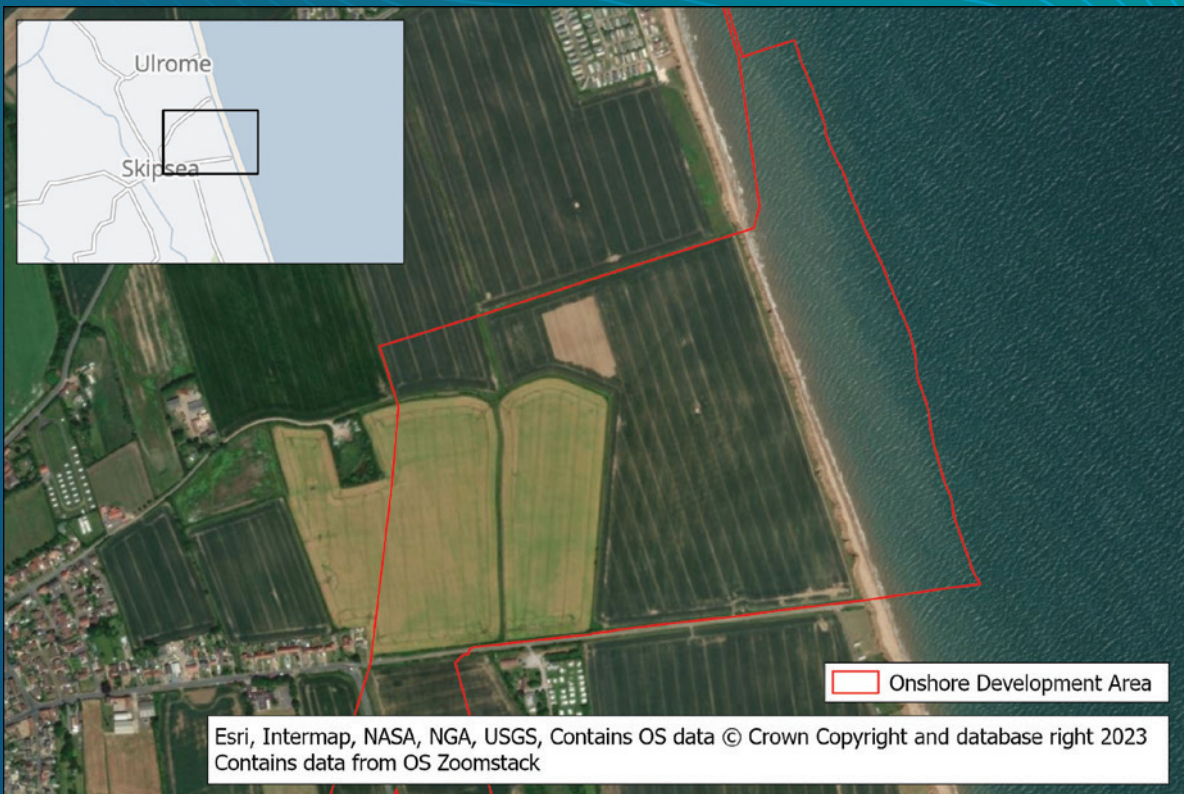 Ulrome
Skipsea
Onshore Development Area
Esri, Intermap, NASA, NGA, USGS, Contains OS data © Crown Copyright and database right 2023
Contains data from OS Zoomstack